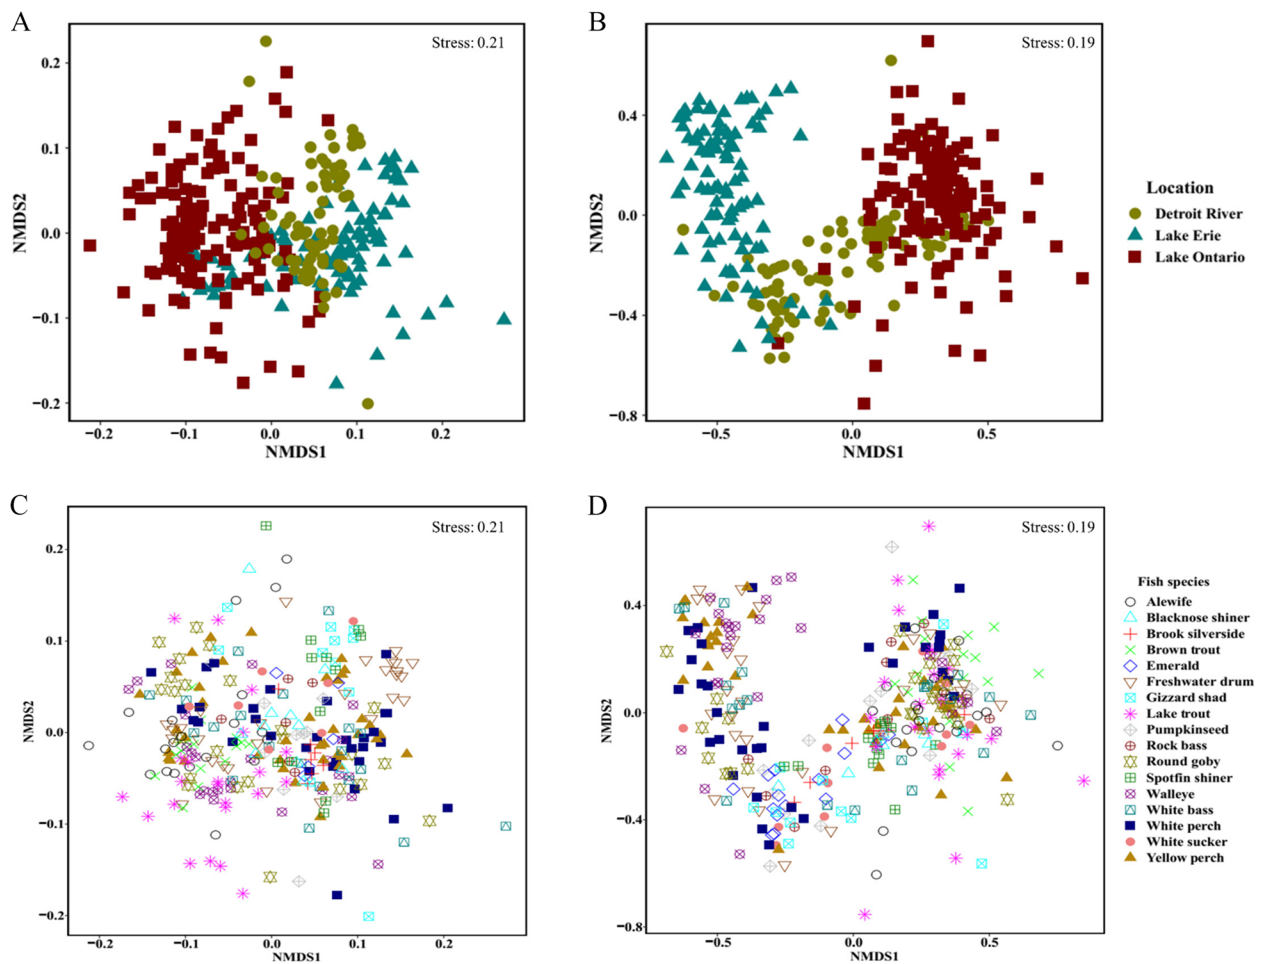 A
Stress: 0.21
0.2
0.1
0.0
−0.1
−0.2
NMDS2
−0.2
−0.1
0.0
0.1
0.2
NMDS1
B
Stress: 0.19
0.4
0.0
−0.4
−0.8
NMDS2
−0.5
0.0
0.5
NMDS1
Location
Detroit River
Lake Erie
Lake Ontario
C
Stress: 0.21
0.2
0.1
0.0
−0.1
−0.2
NMDS2
−0.2
−0.1
0.0
0.1
0.2
NMDS1
D
Stress: 0.19
0.4
0.0
−0.4
−0.8
NMDS2
−0.5
0.0
0.5
NMDS1
Fish species
Alewife
Blacknose shiner
Brook silverside
Brown trout
Emerald
Freshwater drum
Gizzard shad
Lake trout
Pumpkinseed
Rock bass
Round goby
Spotfin shiner
Walleye
White bass
White perch
White sucker
Yellow perch